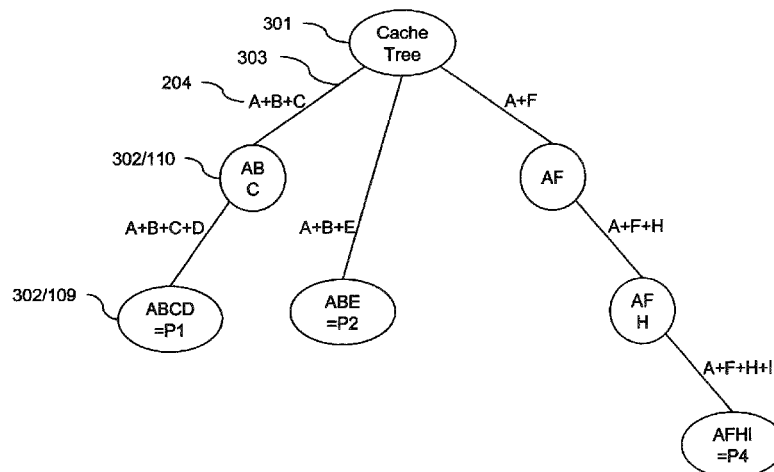 301
Cache
Tree
303
204
A+B+C
A+F
302/110
AB
C
AF
A+B+C+D
A+B+E
A+F+H
302/109
ABCD
=P1
ABE
=P2
AF
H
A+F+H+I
AFHI
=P4